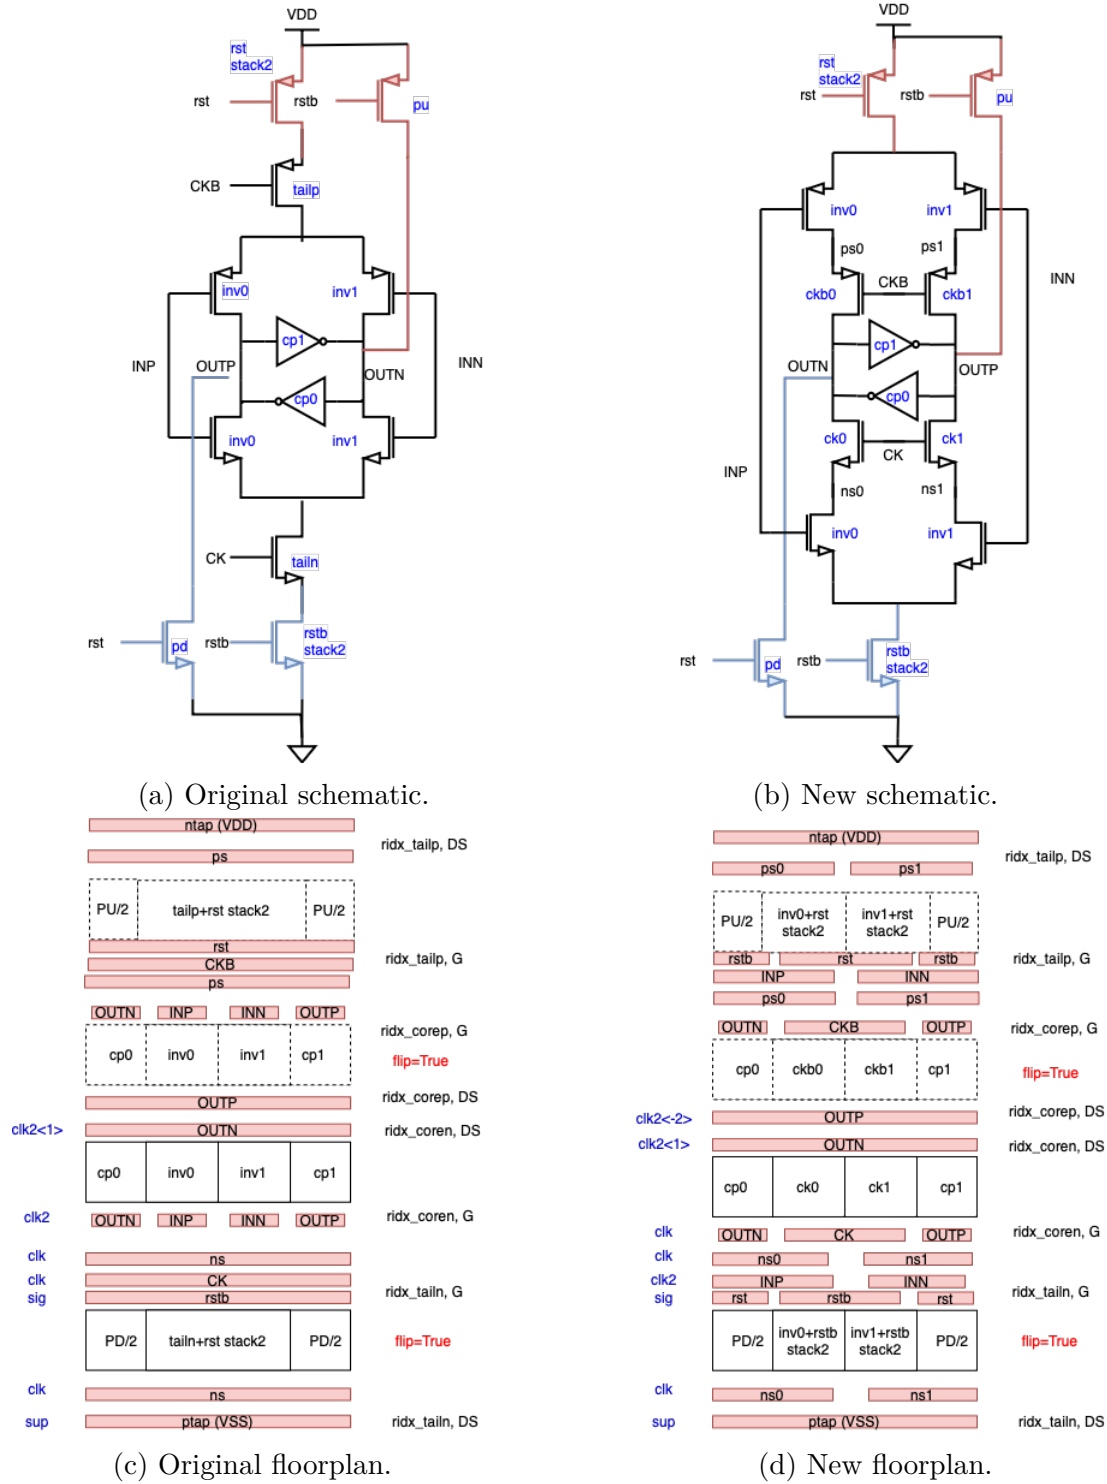 VDD
rst
stack2
rst
rstb
pu
CKB
tailp
inv0
inv1
cp1
INP
OUTP
OUTN
INN
cp0
inv0
inv1
CK
tailn
rst
pd
rstb
rstb
stack2
(a) Original schematic.
VDD
rst
stack2
rst
rstb
pu
inv0
inv1
ps0
ps1
CKB
INN
ckb0
ckb1
cp1
OUTN
OUTP
cp0
ck0
CK
ck1
INP
ns0
ns1
inv0
inv1
rst
pd
rstb
rstb
stack2
(b) New schematic.
ntap (VDD)
ridx_tailp, DS
ps
PU/2
tailp+rst stack2
PU/2
rst
CKB
ridx_tailp, G
ps
OUTN
INP
INN
OUTP
ridx_corep, G
cp0
inv0
inv1
cp1
flip=True
OUTP
ridx_corep, DS
clk2<1>
OUTN
ridx_coren, DS
cp0
inv0
inv1
cp1
clk2
OUTN
INP
INN
OUTP
ridx_coren, G
clk
ns
clk
CK
ridx_tailn, G
sig
rstb
PD/2
tailn+rst stack2
PD/2
flip=True
clk
ns
sup
ptap (VSS)
ridx_tailn, DS
(c) Original floorplan.
ntap (VDD)
ridx_tailp, DS
ps0
ps1
PU/2
inv0+rst
stack2
inv1+rst
stack2
PU/2
rstb
rst
rstb
ridx_tailp, G
INP
INN
ps0
ps1
OUTN
CKB
OUTP
ridx_corep, G
cp0
ckb0
ckb1
cp1
flip=True
clk2<-2>
OUTP
ridx_corep, DS
clk2<1>
OUTN
ridx_coren, DS
cp0
ck0
ck1
cp1
clk
OUTN
CK
OUTP
ridx_coren, G
clk
ns0
ns1
clk2
INP
INN
ridx_tailn, G
sig
rst
rstb
rst
PD/2
inv0+rstb
stack2
inv1+rstb
stack2
PD/2
flip=True
clk
ns0
ns1
sup
ptap (VSS)
ridx_tailn, DS
(d) New floorplan.